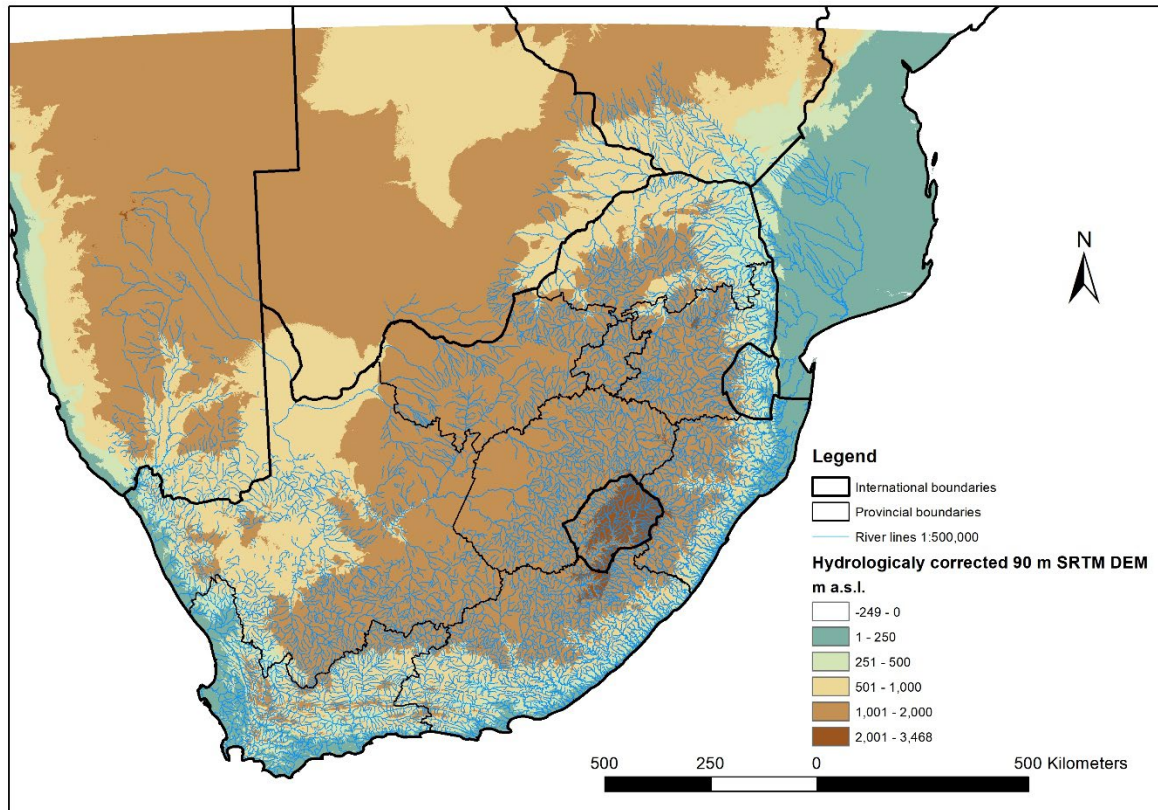 N
Legend
International boundaries
Provincial boundaries
River lines 1:500,000
Hydrologicaly corrected 90 m SRTM DEM
m a.s.l.
-249 - 0
1 - 250
251 - 500
501 - 1,000
1,001 - 2,000
2,001 - 3,468
500 250 0 500 Kilometers